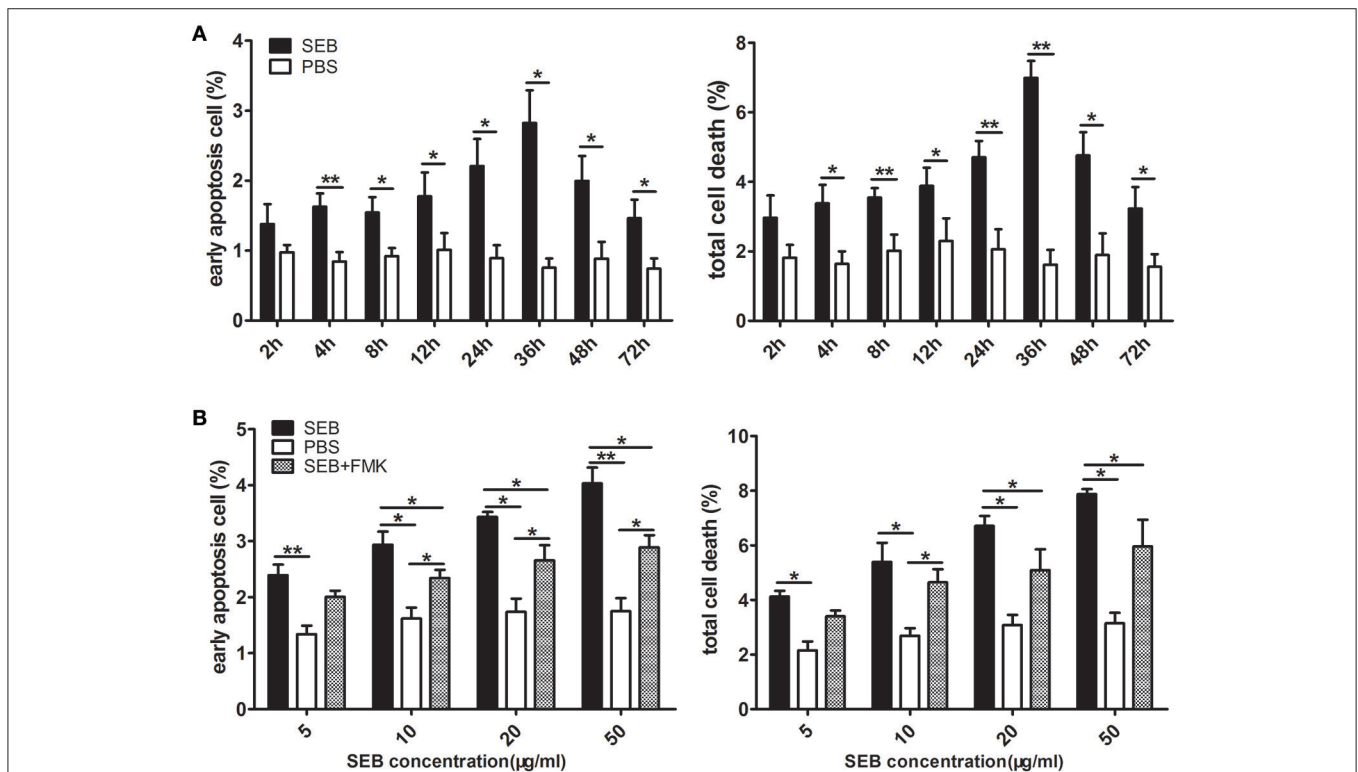 A
SEB
PBS
early apoptosis cell (%)
4
3
2
1
0
** * * * * * *
2h 4h 8h 12h 24h 36h 48h 72h
total cell death (%)
8
6
4
2
0
* ** * ** ** * *
2h 4h 8h 12h 24h 36h 48h 72h
B
SEB
PBS
SEB+FMK
early apoptosis cell (%)
5
4
3
2
1
0
**
* * *
* * *
* ** *
5 10 20 50
SEB concentration(µg/ml)
total cell death (%)
10
8
6
4
2
0
*
* *
* *
* *
5 10 20 50
SEB concentration(µg/ml)